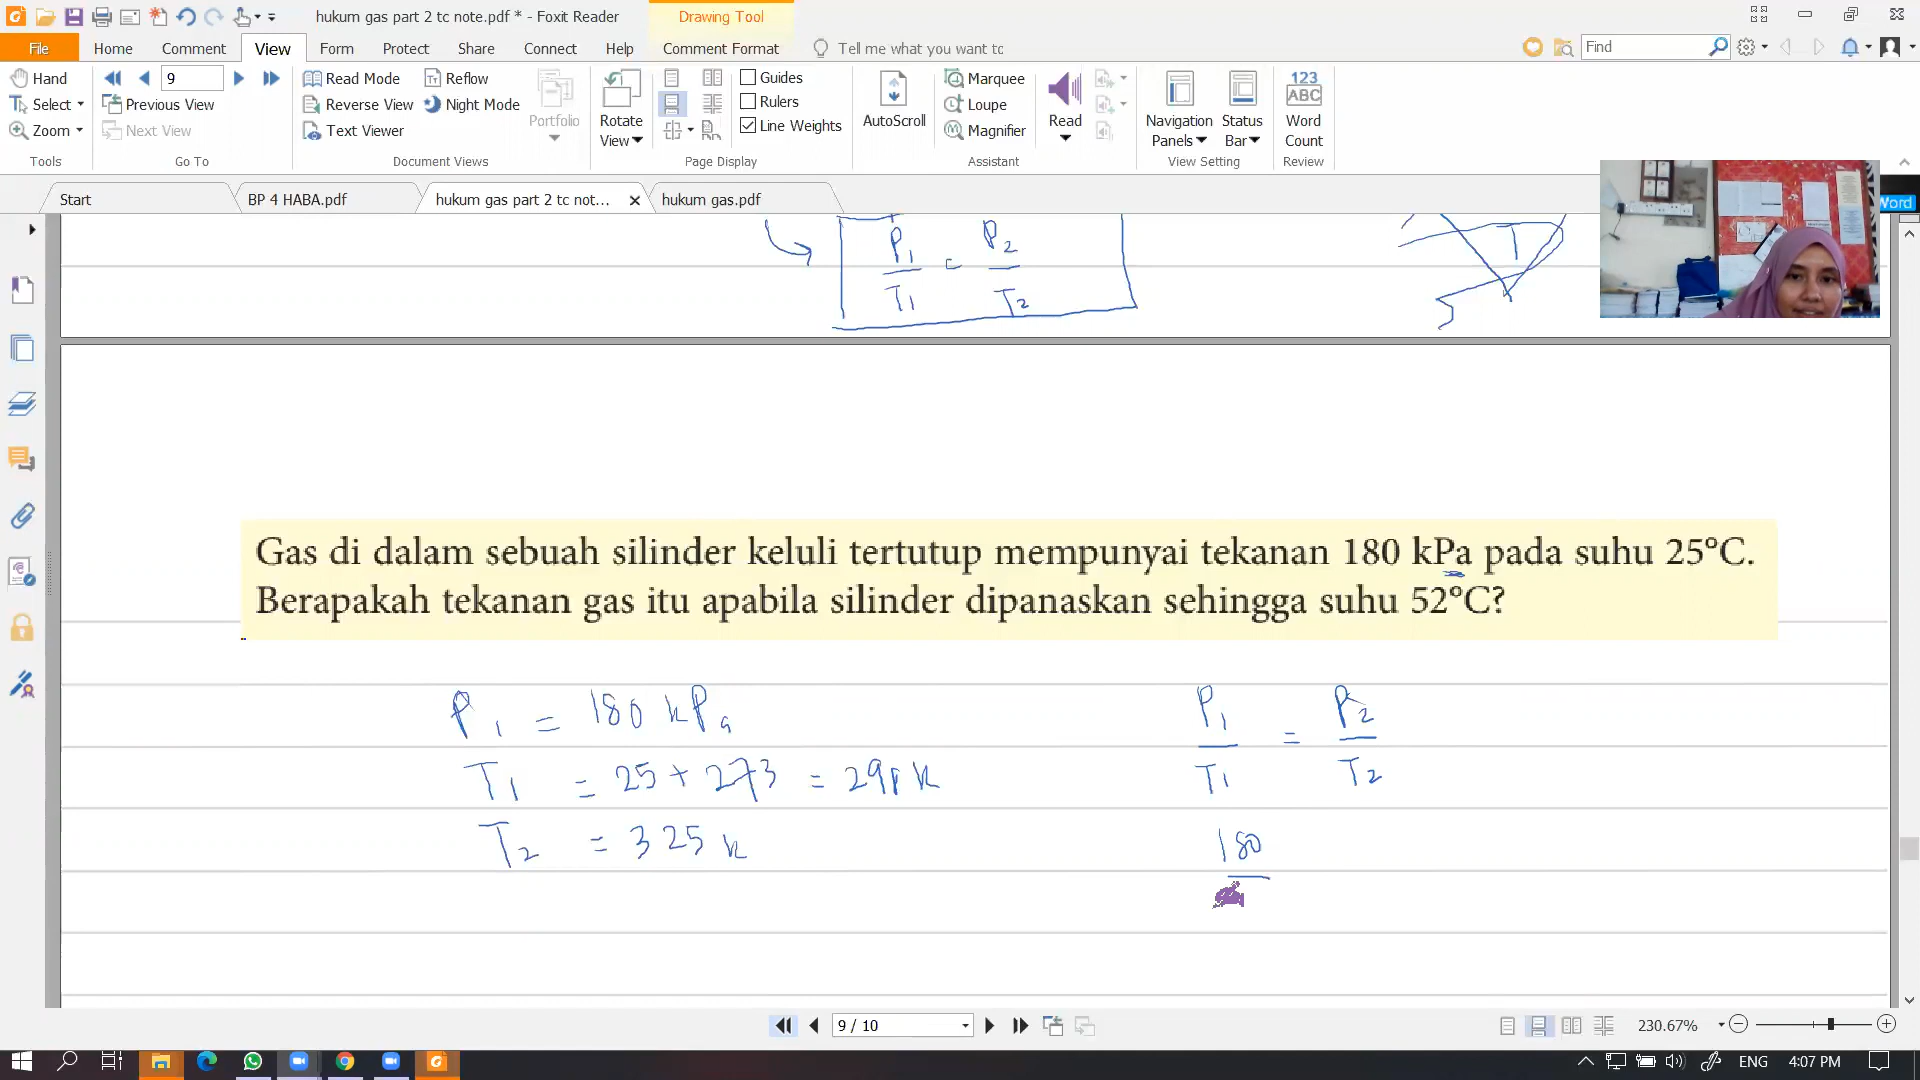 hukum gas part 2 tc note.pdf * - Foxit Reader
Drawing Tool
File Home Comment View Form Protect Share Connect Help Comment Format Tell me what you want to Find
Hand 9 Read Mode Reflow Guides Marquee
Select Previous View Reverse View Night Mode Portfolio Rotate View Rulers AutoScroll Loupe Read Navigation Panels Status Bar Word Count
Zoom Next View Text Viewer Line Weights Magnifier
Tools Go To Document Views Page Display Assistant View Setting Review
Start BP 4 HABA.pdf hukum gas part 2 tc not... hukum gas.pdf Word
P1 = P2
T1 T2
T
Gas di dalam sebuah silinder keluli tertutup mempunyai tekanan 180 kPa pada suhu 25°C.
Berapakah tekanan gas itu apabila silinder dipanaskan sehingga suhu 52°C?
P1 = 180 kPa
T1 = 25 + 273 = 298 K
T2 = 325 K
P1 = P2
T1 T2
180
9 / 10 230.67%
ENG 4:07 PM